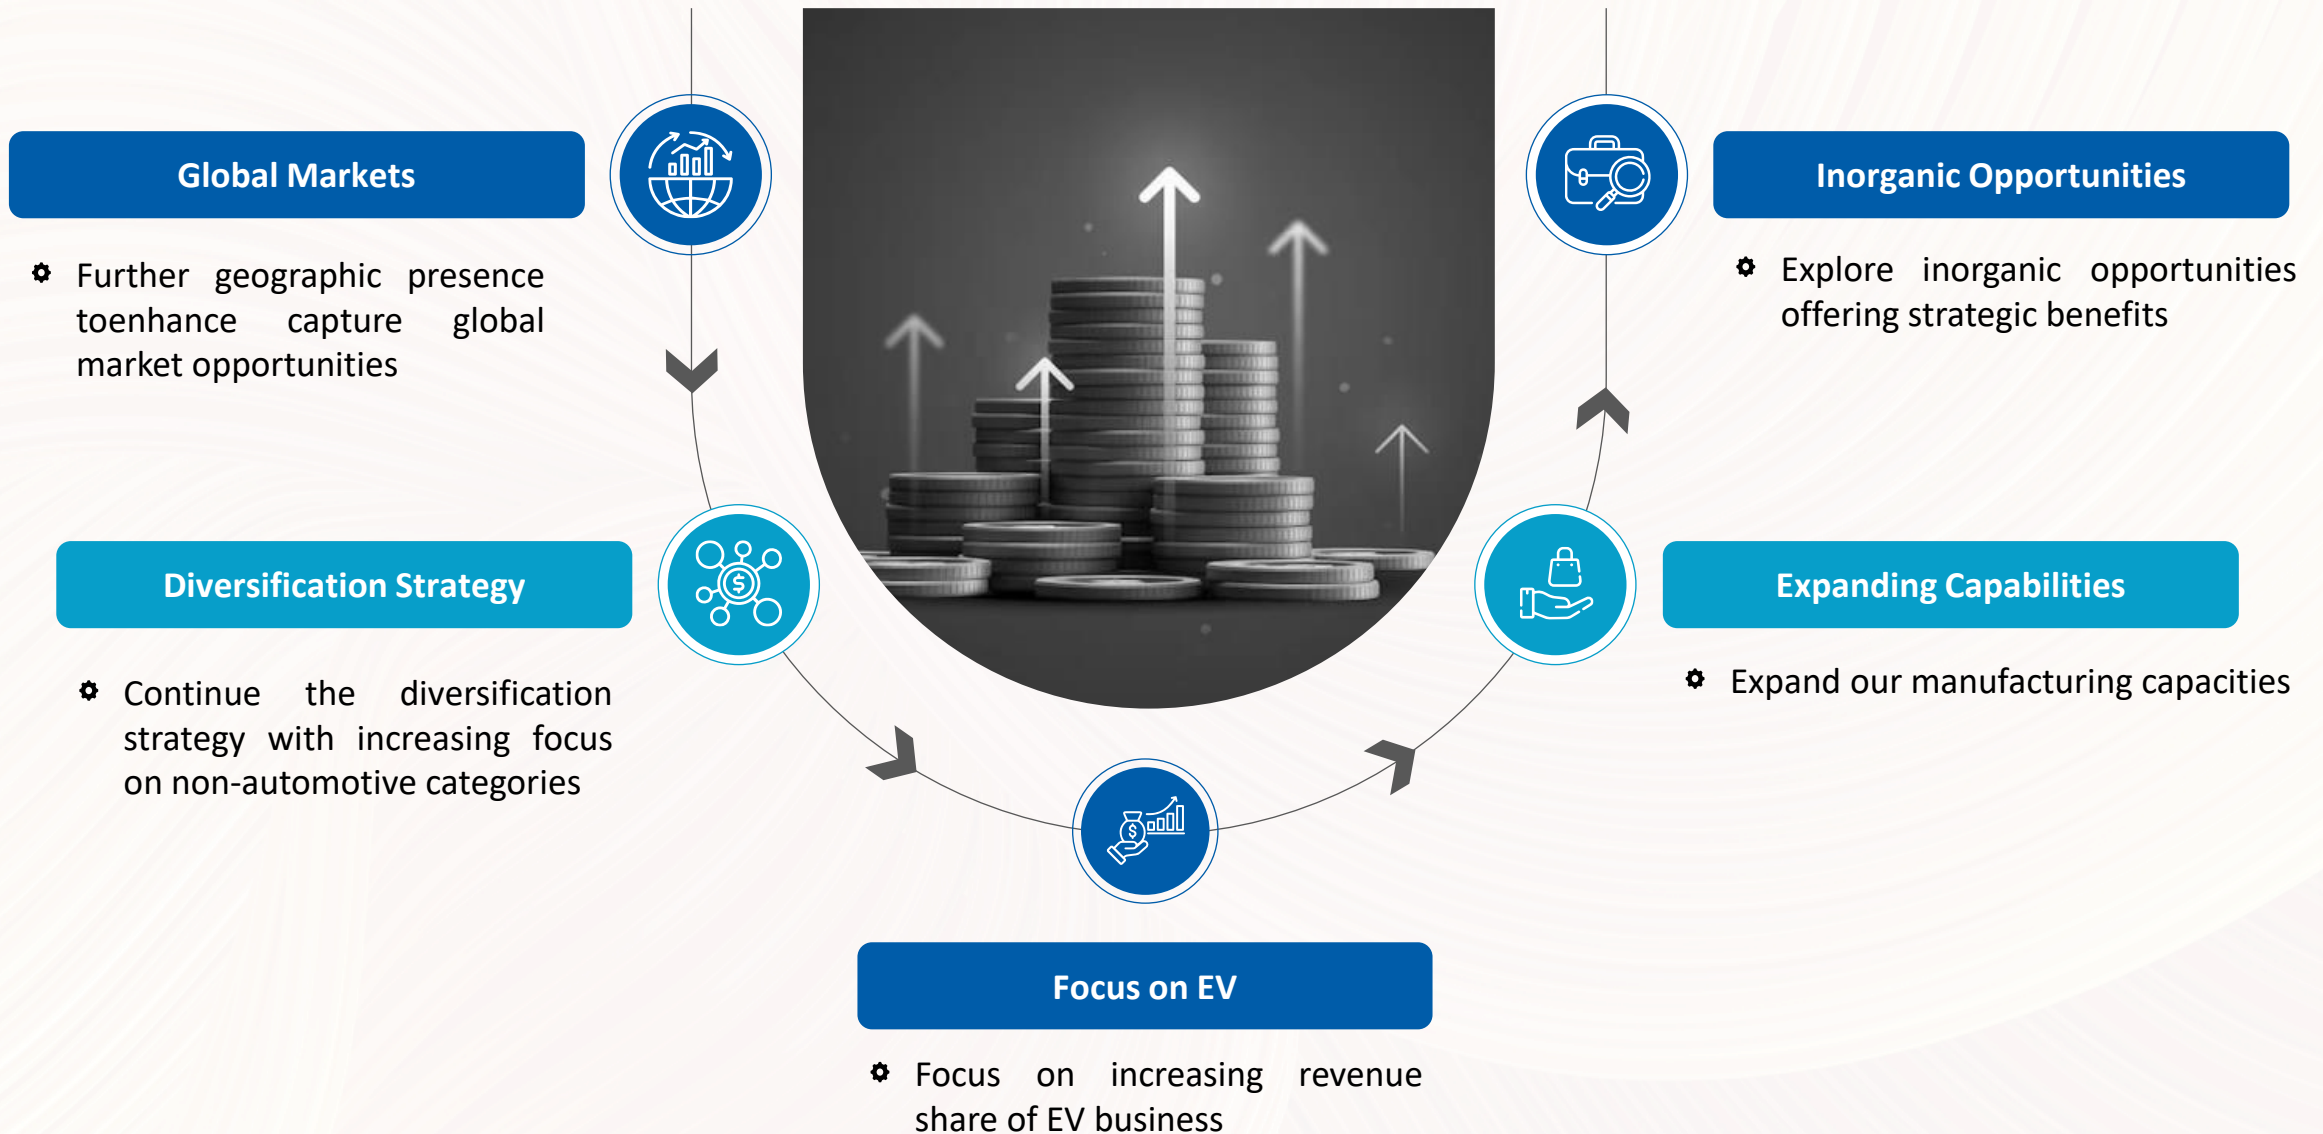 Global Markets
Further geographic presence
toenhance capture global
market opportunities
Diversification Strategy
Continue the diversification
strategy with increasing focus
on non-automotive categories
Focus on EV
Focus on increasing revenue
share of EV business
Expanding Capabilities
Expand our manufacturing capacities
Inorganic Opportunities
Explore inorganic opportunities
offering strategic benefits